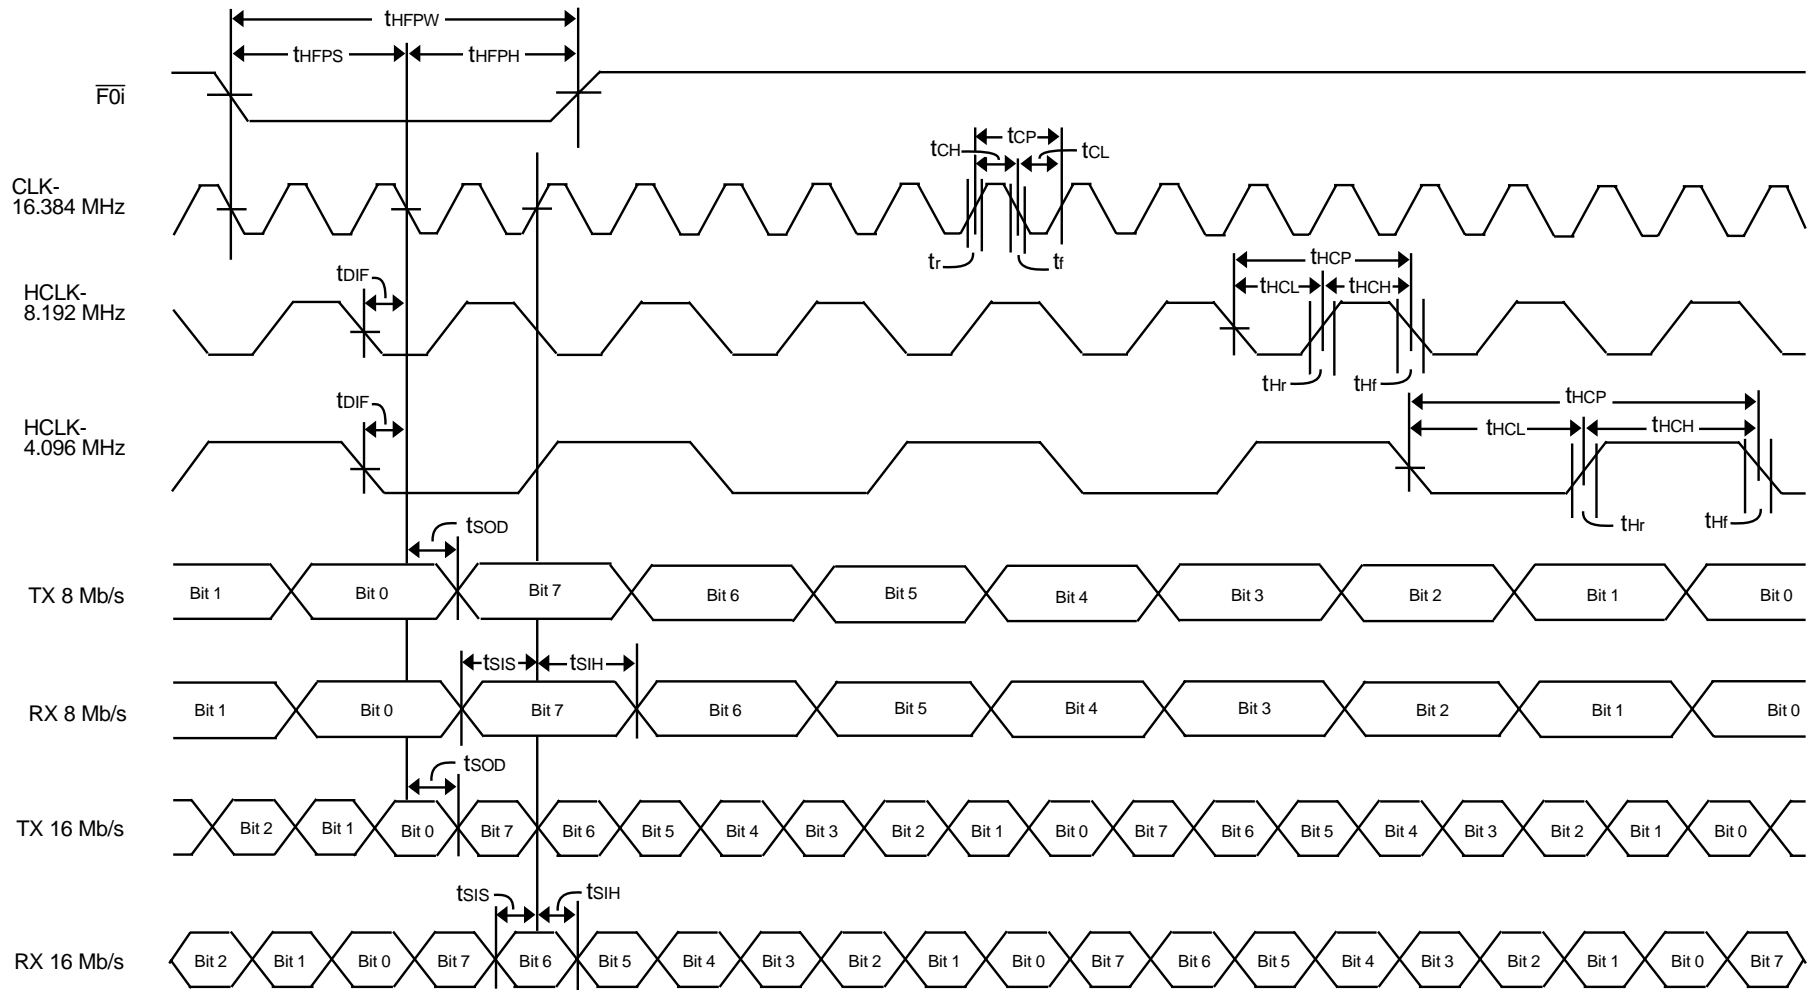 tHFPW
tHFPS
tHFPH
F0i
tCP
tCH
tCL
CLK-
16.384 MHz
tr
tf
tHCP
tDIF
tHCL
tHCH
HCLK-
8.192 MHz
tHr
tHf
tHCP
tDIF
HCLK-
4.096 MHz
tHCL
tHCH
tHr
tHf
tSOD
TX 8 Mb/s
Bit 1 Bit 0 Bit 7 Bit 6 Bit 5 Bit 4 Bit 3 Bit 2 Bit 1 Bit 0
tSIS
tSIH
RX 8 Mb/s
Bit 1 Bit 0 Bit 7 Bit 6 Bit 5 Bit 4 Bit 3 Bit 2 Bit 1 Bit 0
tSOD
TX 16 Mb/s
Bit 2 Bit 1 Bit 0 Bit 7 Bit 6 Bit 5 Bit 4 Bit 3 Bit 2 Bit 1 Bit 0 Bit 7 Bit 6 Bit 5 Bit 4 Bit 3 Bit 2 Bit 1 Bit 0
tSIS
tSIH
RX 16 Mb/s
Bit 2 Bit 1 Bit 0 Bit 7 Bit 6 Bit 5 Bit 4 Bit 3 Bit 2 Bit 1 Bit 0 Bit 7 Bit 6 Bit 5 Bit 4 Bit 3 Bit 2 Bit 1 Bit 0 Bit 7